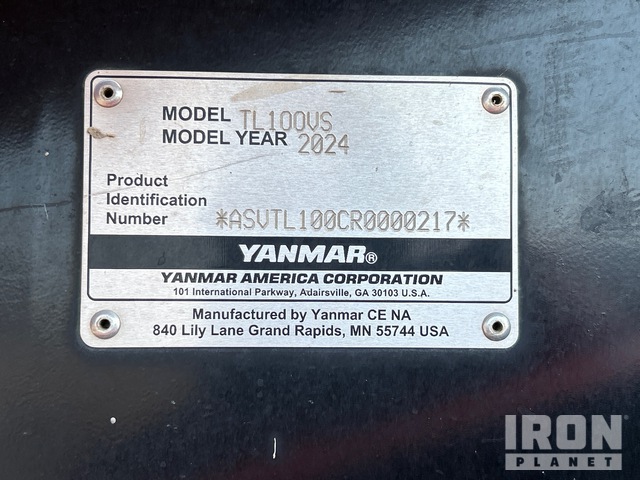 MODEL TL100VS
MODEL YEAR 2024
Product
Identification
Number *ASVTL100CR0000217*
YANMAR®
YANMAR AMERICA CORPORATION
101 International Parkway, Adairsville, GA 30103 U.S.A.
Manufactured by Yanmar CE NA
840 Lily Lane Grand Rapids, MN 55744 USA
IRON
PLANET